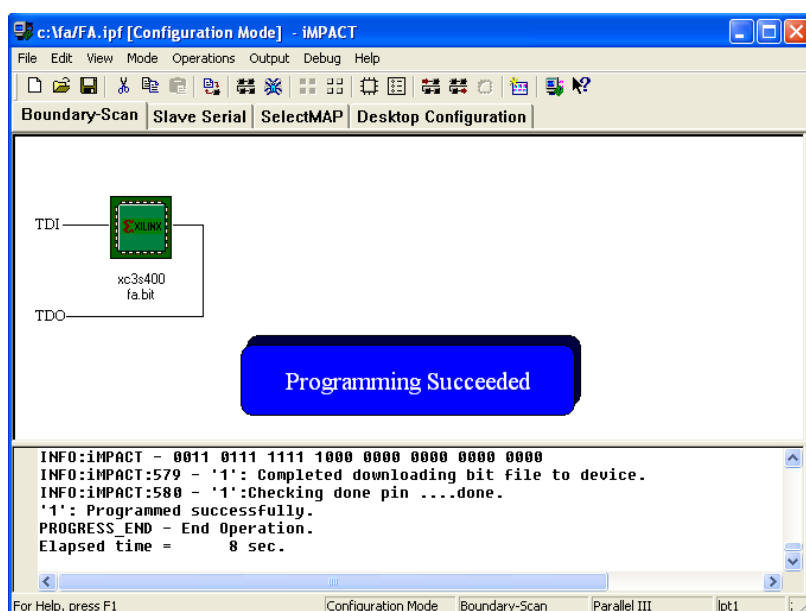 c:\fa/FA.ipf [Configuration Mode] - iMPACT
File Edit View Mode Operations Output Debug Help
Boundary-Scan Slave Serial SelectMAP Desktop Configuration
TDI
XILINX
xc3s400
fa.bit
TDO
Programming Succeeded
INFO:iMPACT - 0011 0111 1111 1000 0000 0000 0000 0000
INFO:iMPACT:579 - '1': Completed downloading bit file to device.
INFO:iMPACT:580 - '1':Checking done pin ....done.
'1': Programmed successfully.
PROGRESS_END - End Operation.
Elapsed time =      8 sec.
For Help, press F1 Configuration Mode Boundary-Scan Parallel III lpt1